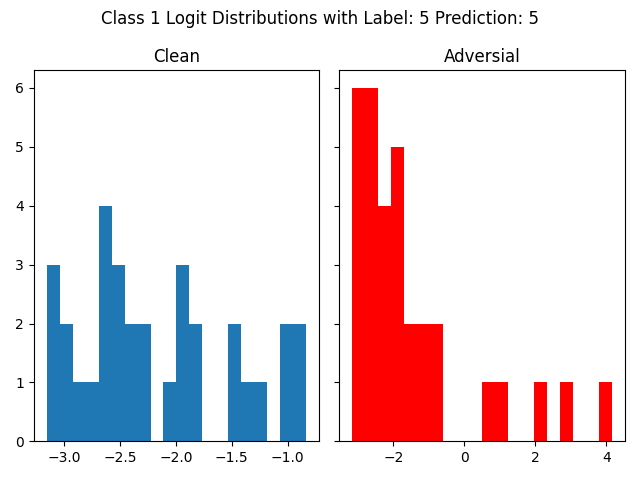 Class 1 Logit Distributions with Label: 5 Prediction: 5
Clean
Adversial
6
5
4
3
2
1
0
−3.0 −2.5 −2.0 −1.5 −1.0
−2 0 2 4